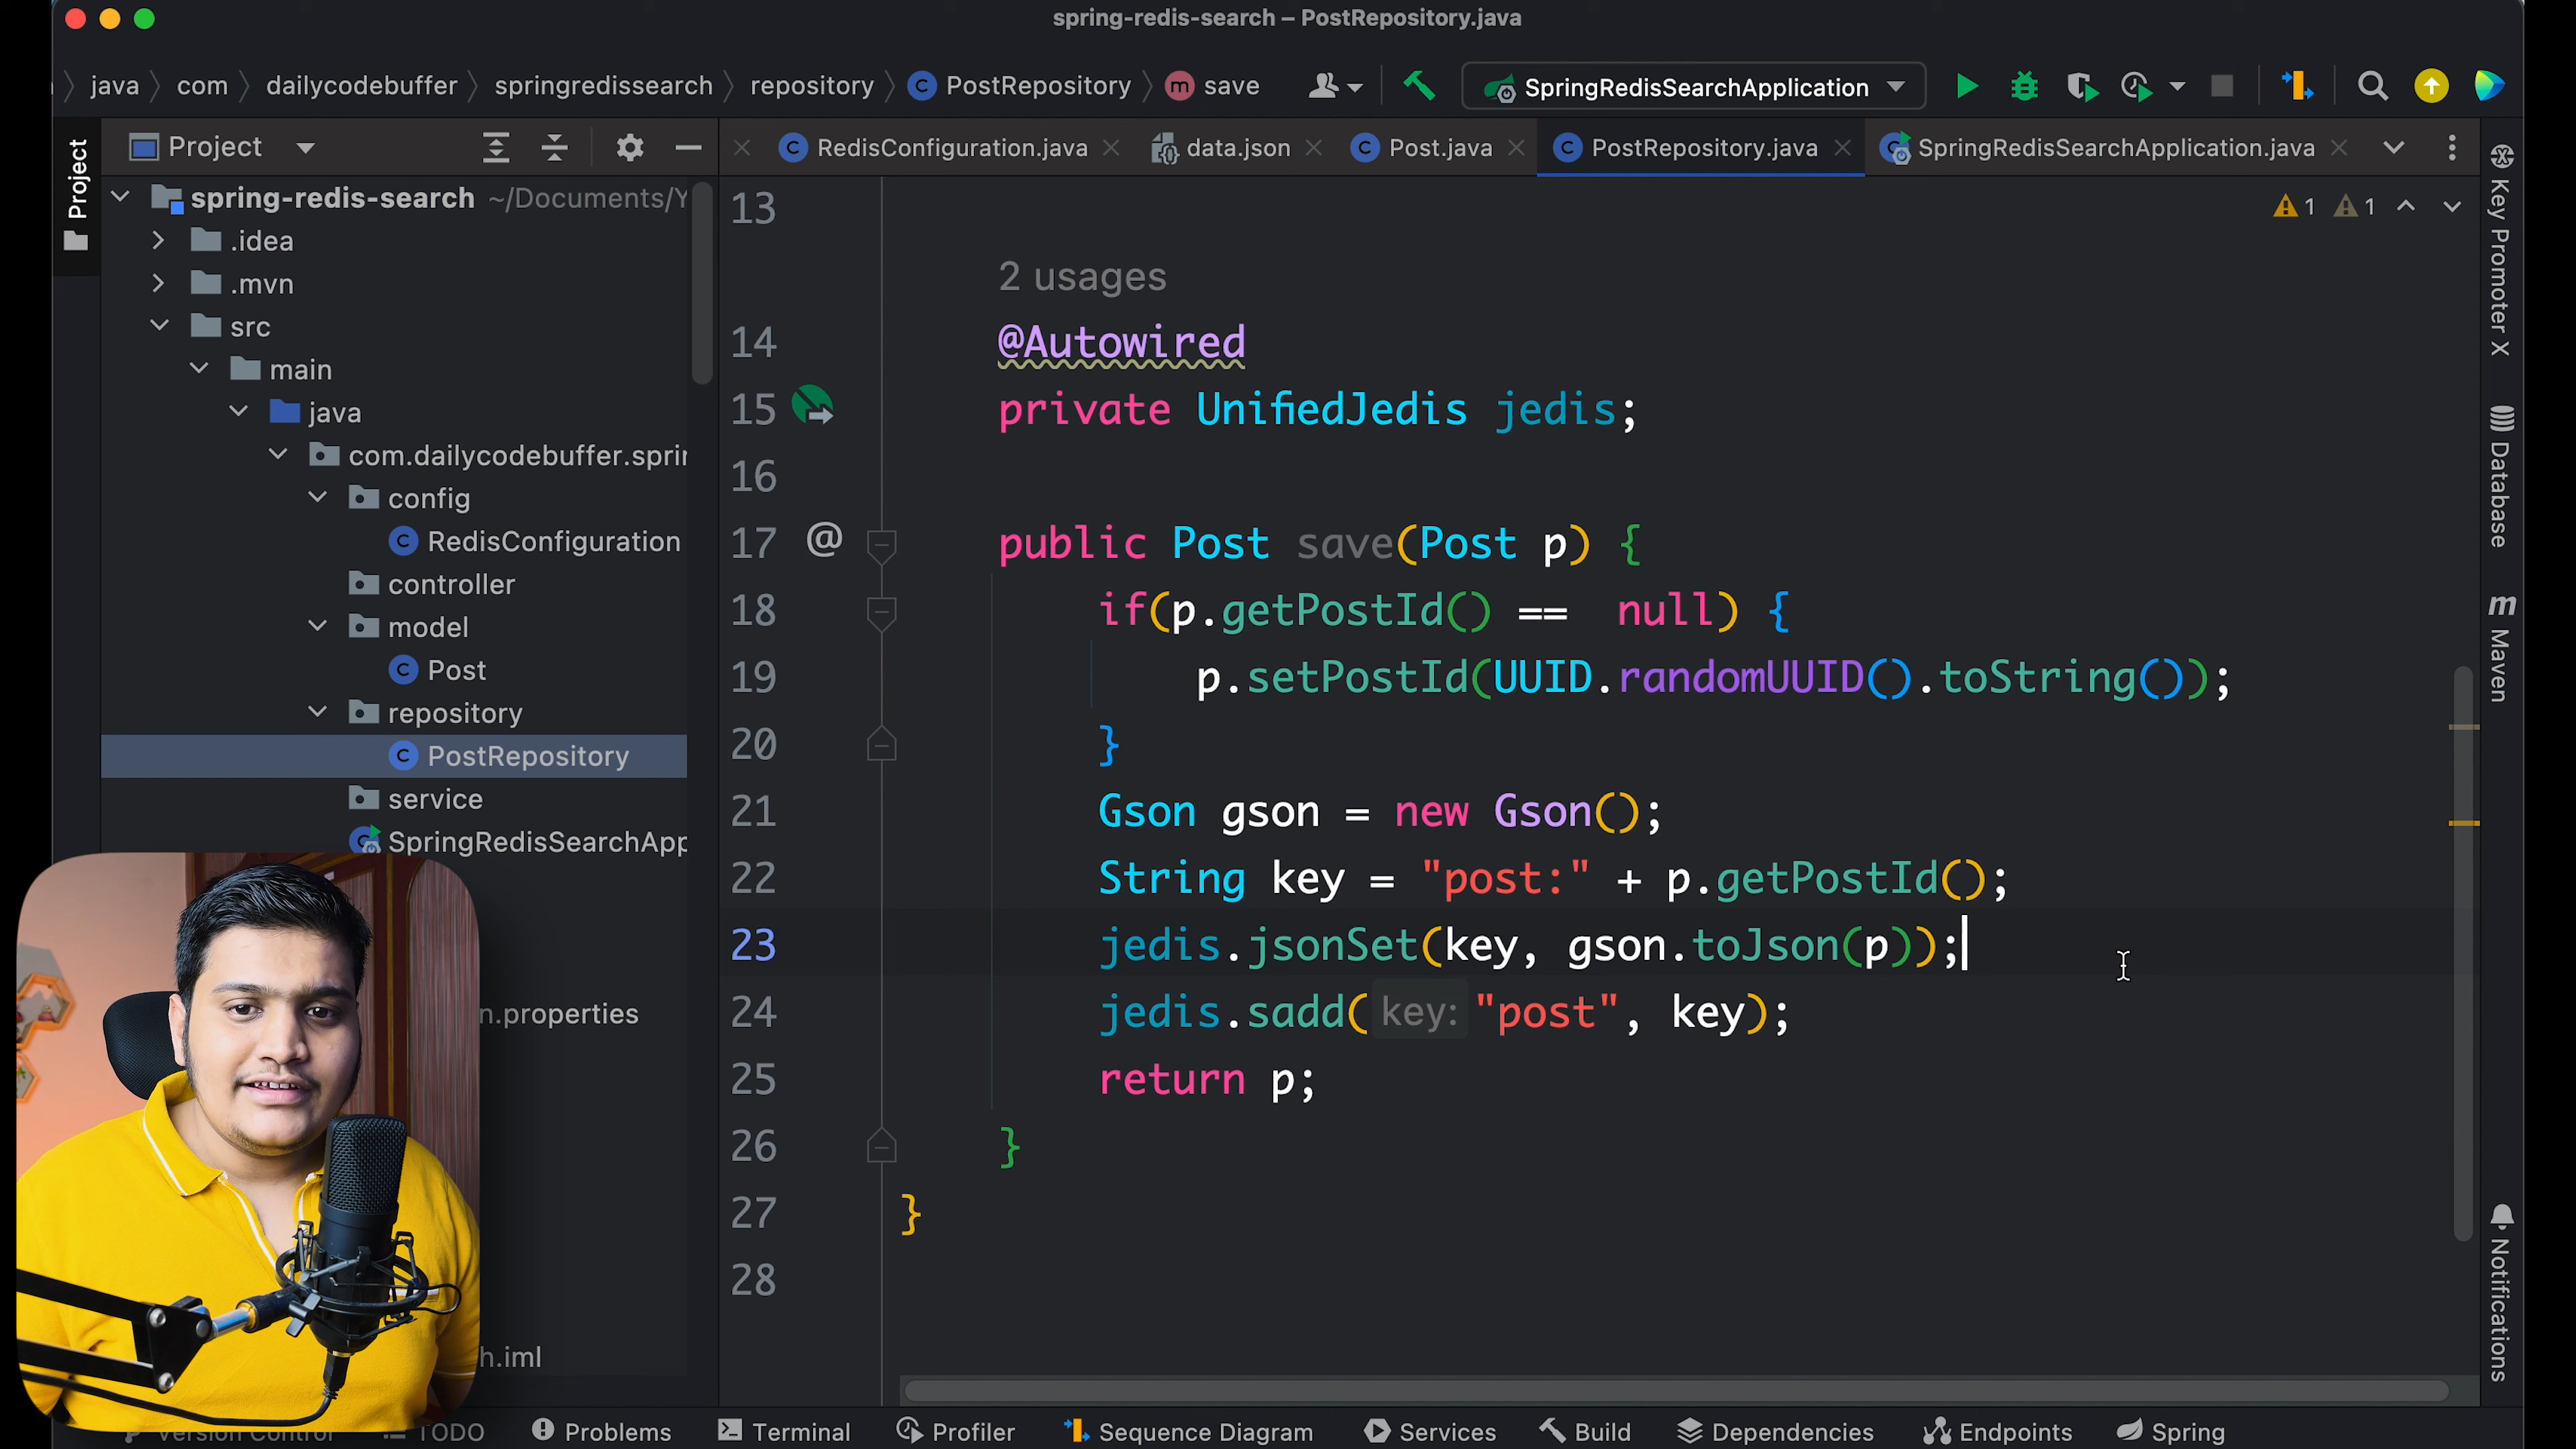 spring-redis-search – PostRepository.java
java com dailycodebuffer springredissearch repository PostRepository save SpringRedisSearchApplication
Project RedisConfiguration.java data.json Post.java PostRepository.java SpringRedisSearchApplication.java
Project
spring-redis-search ~/Documents/Y
.idea
.mvn
src
main
java
com.dailycodebuffer.sprin
config
RedisConfiguration
controller
model
Post
repository
PostRepository
service
SpringRedisSearchApp
n.properties
h.iml
1 1
13
2 usages
14 @Autowired
15 private UnifiedJedis jedis;
16
17 @ public Post save(Post p) {
18 if(p.getPostId() ==  null) {
19 p.setPostId(UUID.randomUUID().toString());
20 }
21 Gson gson = new Gson();
22 String key = "post:" + p.getPostId();
23 jedis.jsonSet(key, gson.toJson(p));
24 jedis.sadd( key: "post", key);
25 return p;
26 }
27 }
28
Key Promoter X
Database
Maven
Notifications
Version Control TODO Problems Terminal Profiler Sequence Diagram Services Build Dependencies Endpoints Spring